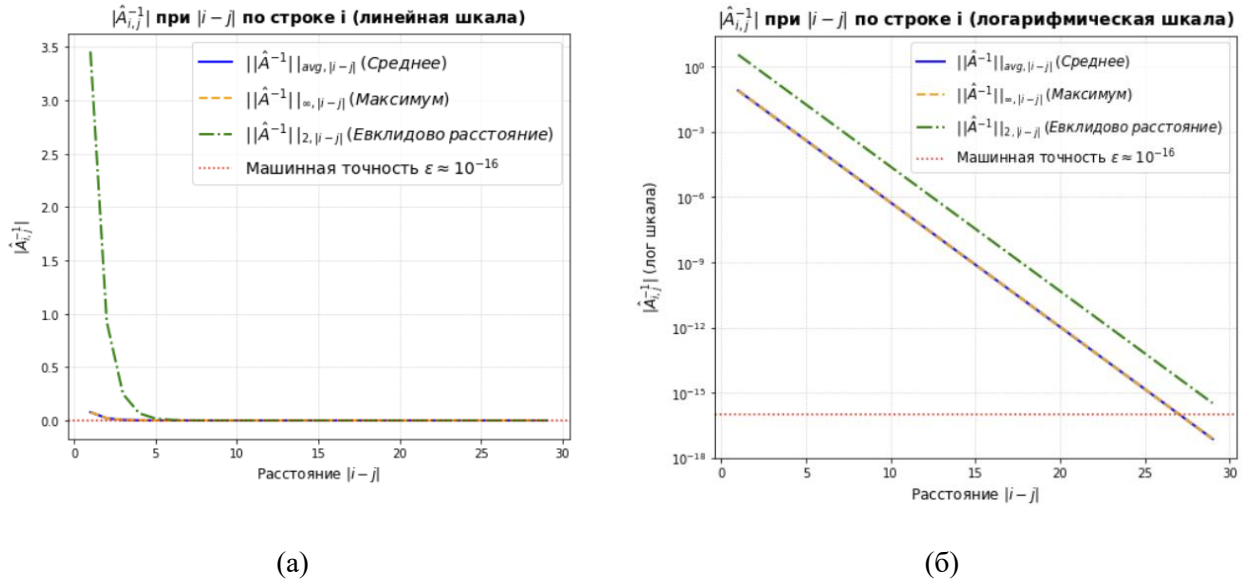 |Â⁻¹ᵢ,ⱼ| при |i − j| по строке i (линейная шкала)
3.5
3.0
2.5
2.0
1.5
1.0
0.5
0.0
|Â⁻¹ᵢ,ⱼ|
||Â⁻¹||avg,|i−j| (Среднее)
||Â⁻¹||∞,|i−j| (Максимум)
||Â⁻¹||2,|i−j| (Евклидово расстояние)
Машинная точность ε ≈ 10⁻¹⁶
0 5 10 15 20 25 30
Расстояние |i − j|
(а)
|Â⁻¹ᵢ,ⱼ| при |i − j| по строке i (логарифмическая шкала)
10⁰
10⁻³
10⁻⁶
10⁻⁹
10⁻¹²
10⁻¹⁵
10⁻¹⁸
|Â⁻¹ᵢ,ⱼ| (лог шкала)
||Â⁻¹||avg,|i−j| (Среднее)
||Â⁻¹||∞,|i−j| (Максимум)
||Â⁻¹||2,|i−j| (Евклидово расстояние)
Машинная точность ε ≈ 10⁻¹⁶
0 5 10 15 20 25 30
Расстояние |i − j|
(б)